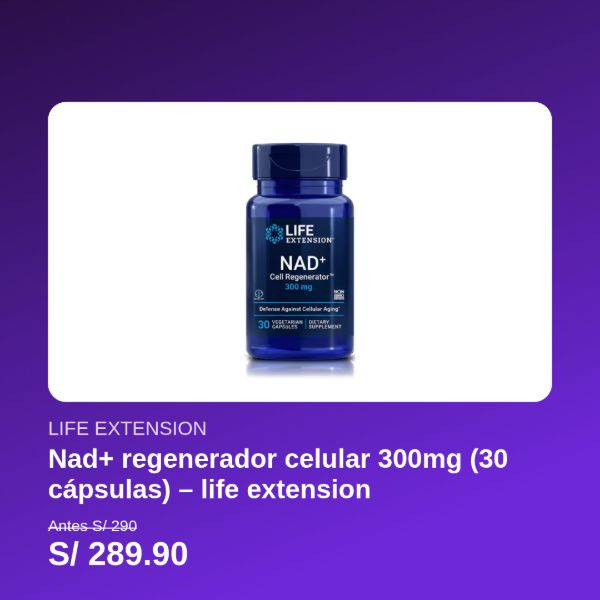 LIFE
EXTENSION®
NAD+
Cell Regenerator™
300 mg
Defense Against Cellular Aging*
30 VEGETARIAN CAPSULES | DIETARY SUPPLEMENT
LIFE EXTENSION
Nad+ regenerador celular 300mg (30
cápsulas) – life extension
Antes S/ 290
S/ 289.90